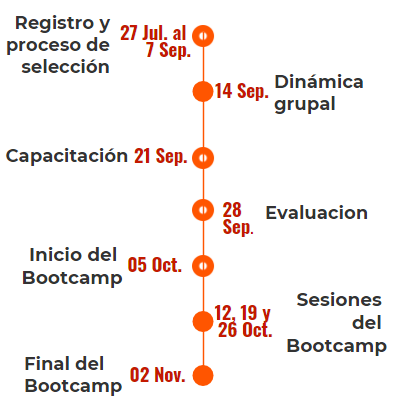 Registro y
proceso de
selección
27 Jul. al
7 Sep.
14 Sep.
Dinámica
grupal
Capacitación
21 Sep.
28
Sep.
Evaluacion
Inicio del
Bootcamp
05 Oct.
12, 19 y
26 Oct.
Sesiones
del
Bootcamp
Final del
Bootcamp
02 Nov.